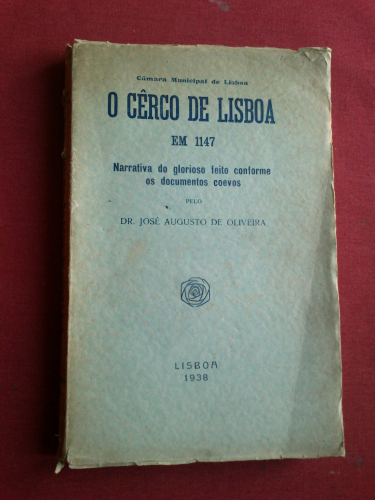 Câmara Municipal de Lisboa
O CÊRCO DE LISBOA
EM 1147
Narrativa do glorioso feito conforme
os documentos coevos
PELO
DR. JOSÉ AUGUSTO DE OLIVEIRA
LISBOA
1938